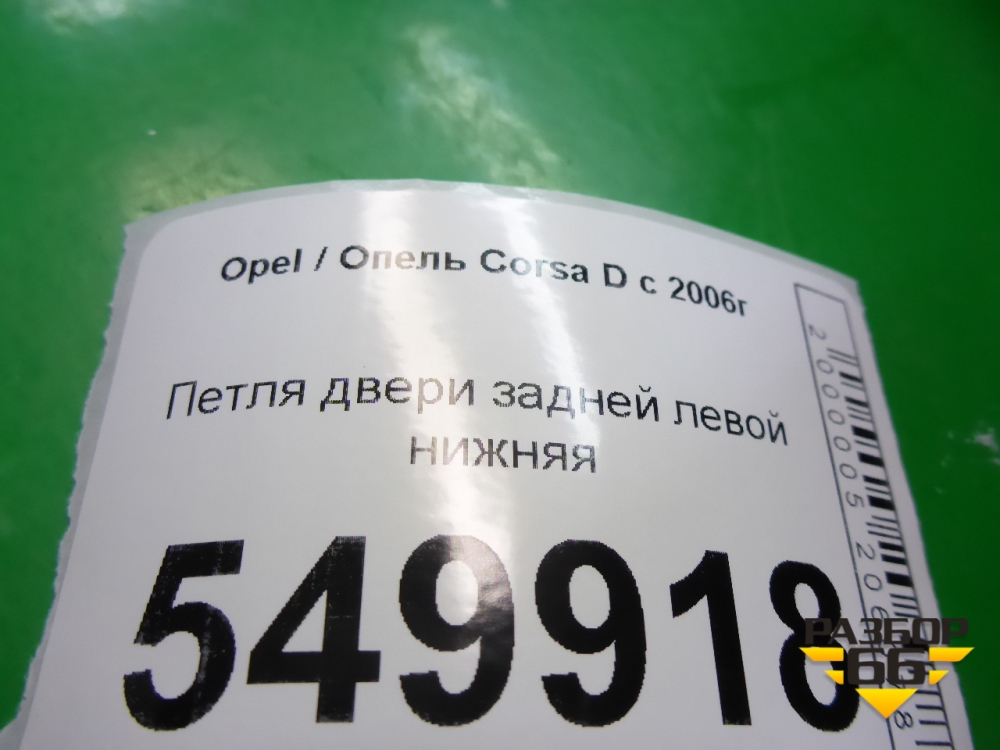 Opel / Опель Corsa D с 2006г
Петля двери задней левой
нижняя
549918
РАЗБОР
66